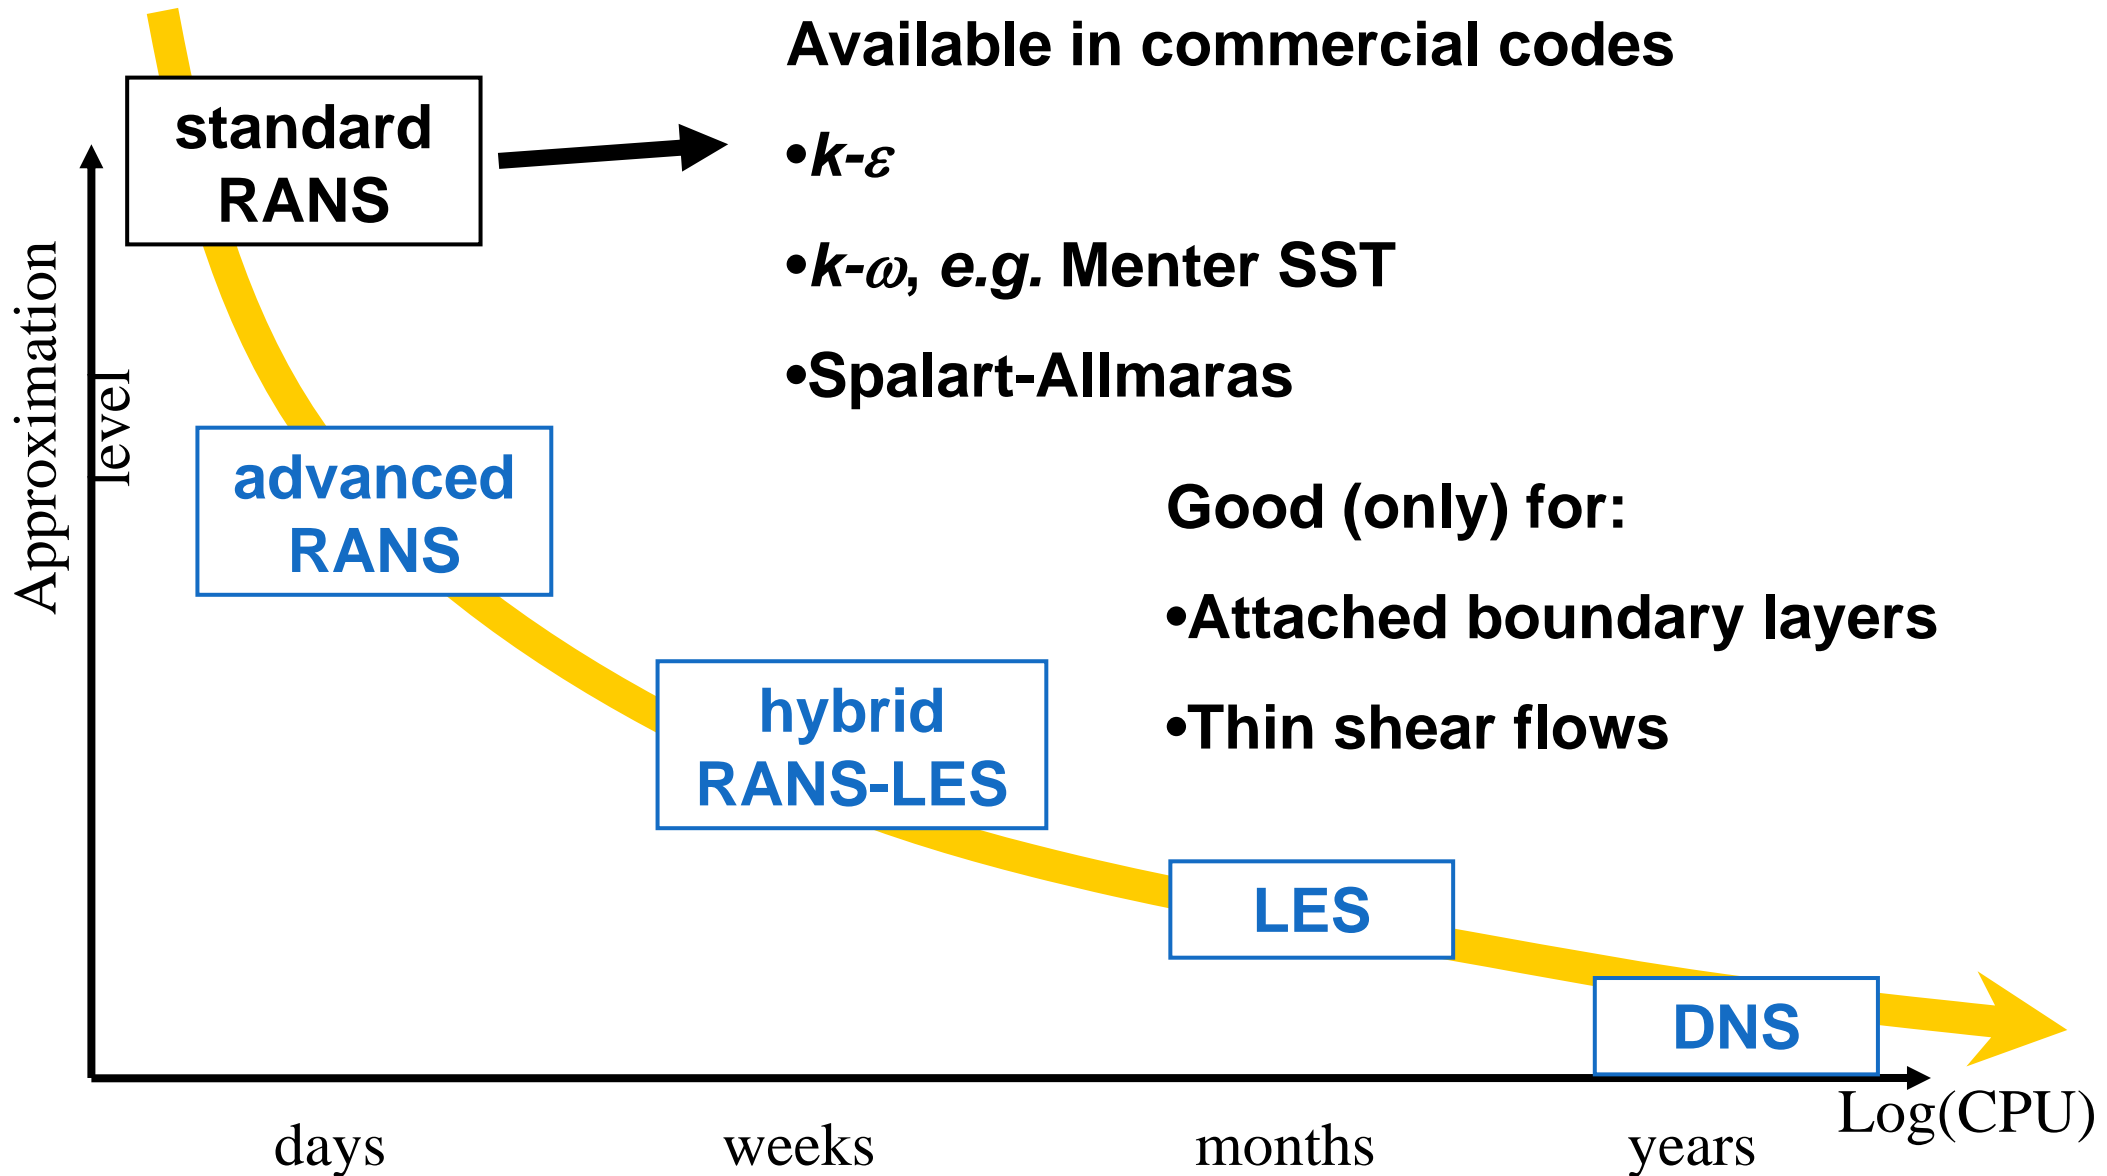 Available in commercial codes
standard
RANS
•k-ε
•k-ω, e.g. Menter SST
•Spalart-Allmaras
Approximation
level
advanced
RANS
Good (only) for:
•Attached boundary layers
•Thin shear flows
hybrid
RANS-LES
LES
DNS
Log(CPU)
days weeks months years